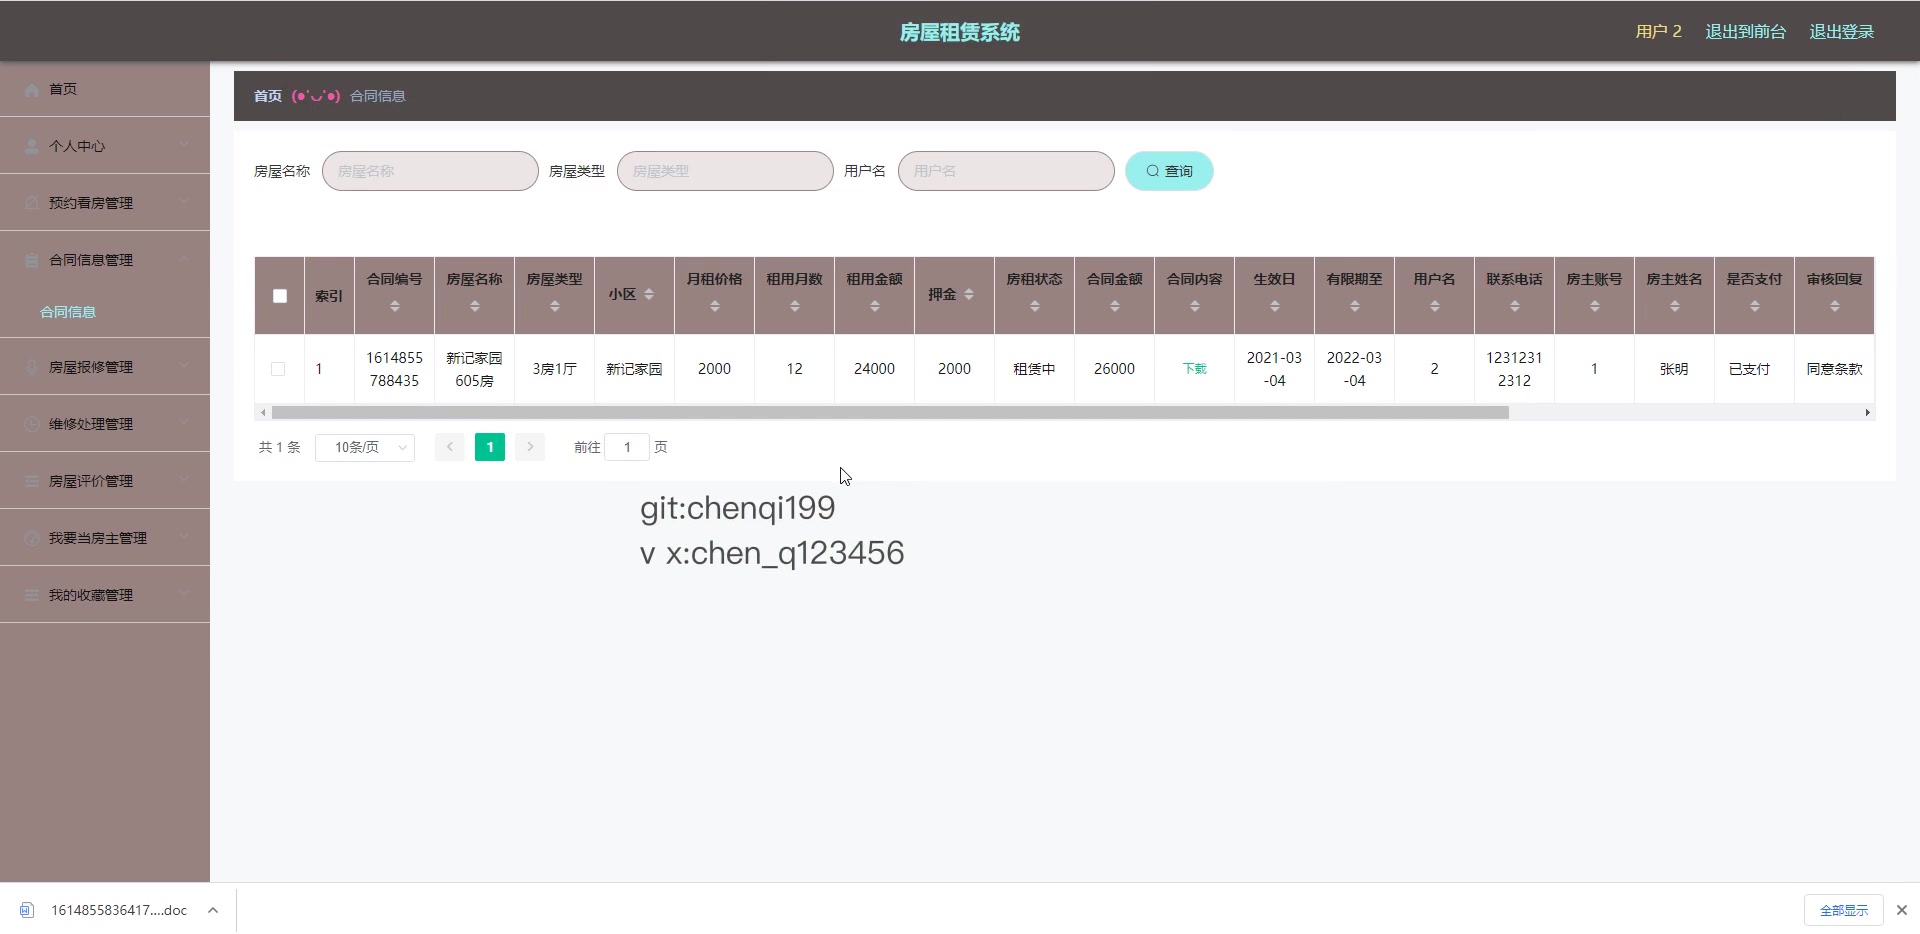 房屋租赁系统
用户 2 退出到前台 退出登录
首页
个人中心
预约看房管理
合同信息管理
合同信息
房屋报修管理
维修处理管理
房屋评价管理
我要当房主管理
我的收藏管理
首页 (●'◡'●) 合同信息
房屋名称 房屋名称 房屋类型 房屋类型 用户名 用户名 查询
索引 合同编号 房屋名称 房屋类型 小区 月租价格 租用月数 租用金额 押金 房租状态 合同金额 合同内容 生效日 有限期至 用户名 联系电话 房主账号 房主姓名 是否支付 审核回复
1 1614855788435 新记家园605房 3房1厅 新记家园 2000 12 24000 2000 租赁中 26000 下载 2021-03-04 2022-03-04 2 12312312312 1 张明 已支付 同意条款
共 1 条 10条/页 1 前往 1 页
git:chenqi199
v x:chen_q123456
1614855836417....doc
全部显示